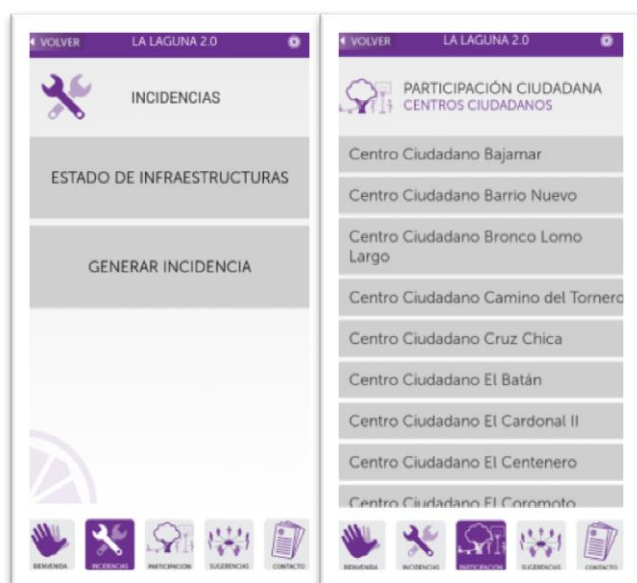 VOLVER
LA LAGUNA 2.0
INCIDENCIAS
ESTADO DE INFRAESTRUCTURAS
GENERAR INCIDENCIA
BIENVENIDA
INCIDENCIAS
PARTICIPACIÓN
SUGERENCIAS
CONTACTO
VOLVER
LA LAGUNA 2.0
PARTICIPACIÓN CIUDADANA
CENTROS CIUDADANOS
Centro Ciudadano Bajamar
Centro Ciudadano Barrio Nuevo
Centro Ciudadano Bronco Lomo
Largo
Centro Ciudadano Camino del Tornero
Centro Ciudadano Cruz Chica
Centro Ciudadano El Batán
Centro Ciudadano El Cardonal II
Centro Ciudadano El Centenero
Centro Ciudadano El Coromoto
BIENVENIDA
INCIDENCIAS
PARTICIPACIÓN
SUGERENCIAS
CONTACTO